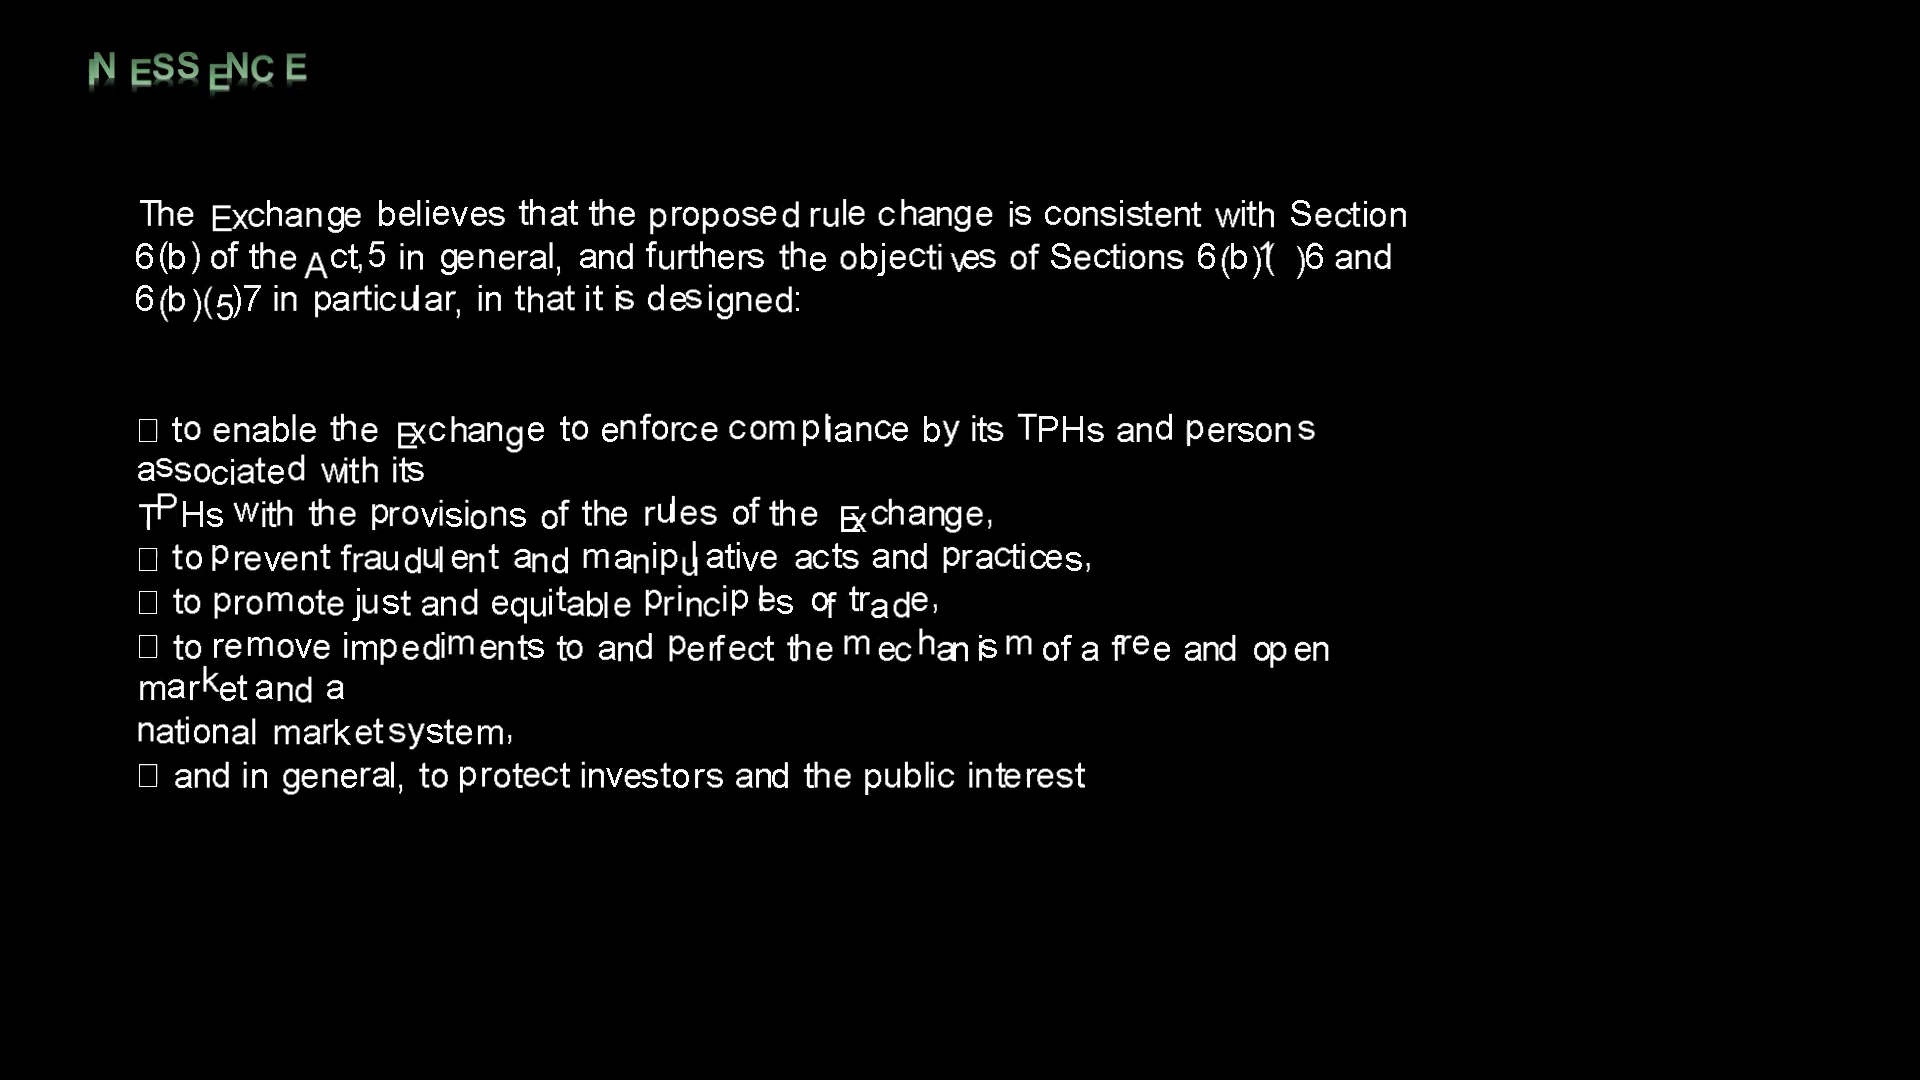 IN ESSENCE
The Exchange believes that the proposed rule change is consistent with Section
6(b) of the Act,5 in general, and furthers the objectives of Sections 6(b)(1)6 and
6(b)(5)7 in particular, in that it is designed:
□ to enable the Exchange to enforce compliance by its TPHs and persons
associated with its
TPHs with the provisions of the rules of the Exchange,
□ to prevent fraudulent and manipulative acts and practices,
□ to promote just and equitable principles of trade,
□ to remove impediments to and perfect the mechanism of a free and open
market and a
national market system,
□ and in general, to protect investors and the public interest